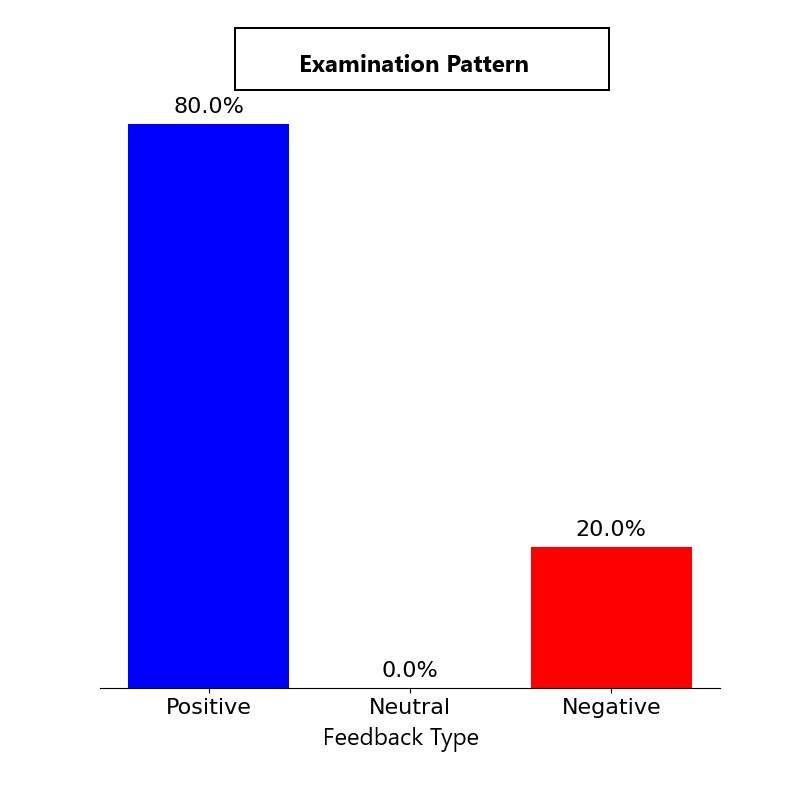 Examination Pattern
80.0%
20.0%
0.0%
Positive Neutral Negative
Feedback Type